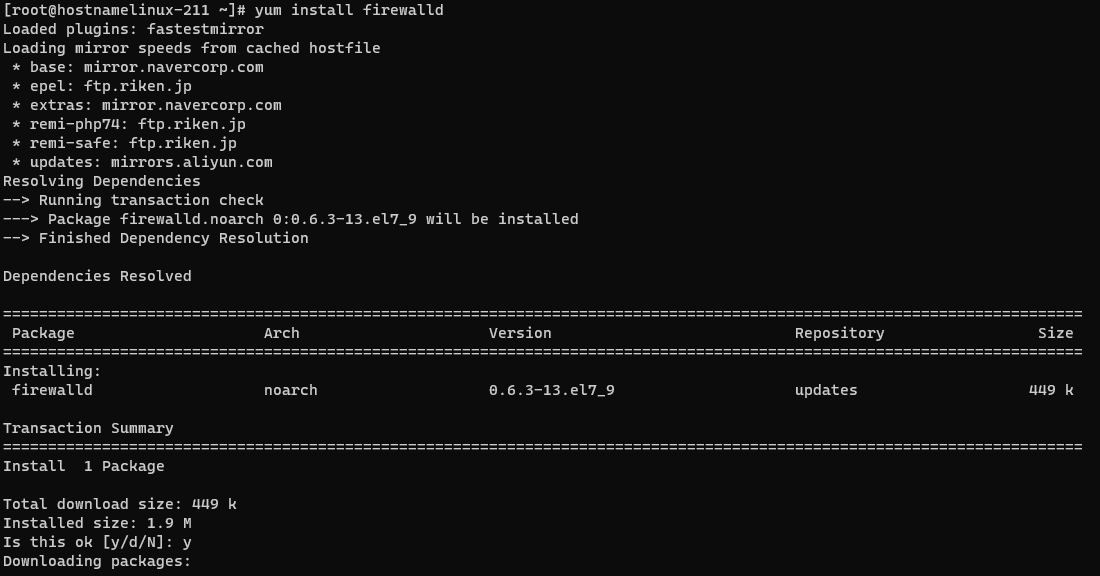 [root@hostnamelinux-211 ~]# yum install firewalld
Loaded plugins: fastestmirror
Loading mirror speeds from cached hostfile
 * base: mirror.navercorp.com
 * epel: ftp.riken.jp
 * extras: mirror.navercorp.com
 * remi-php74: ftp.riken.jp
 * remi-safe: ftp.riken.jp
 * updates: mirrors.aliyun.com
Resolving Dependencies
--> Running transaction check
---> Package firewalld.noarch 0:0.6.3-13.el7_9 will be installed
--> Finished Dependency Resolution

Dependencies Resolved

========================================================================================================================
 Package                     Arch                     Version                           Repository                 Size
========================================================================================================================
Installing:
 firewalld                   noarch                   0.6.3-13.el7_9                    updates                   449 k

Transaction Summary
========================================================================================================================
Install  1 Package

Total download size: 449 k
Installed size: 1.9 M
Is this ok [y/d/N]: y
Downloading packages: